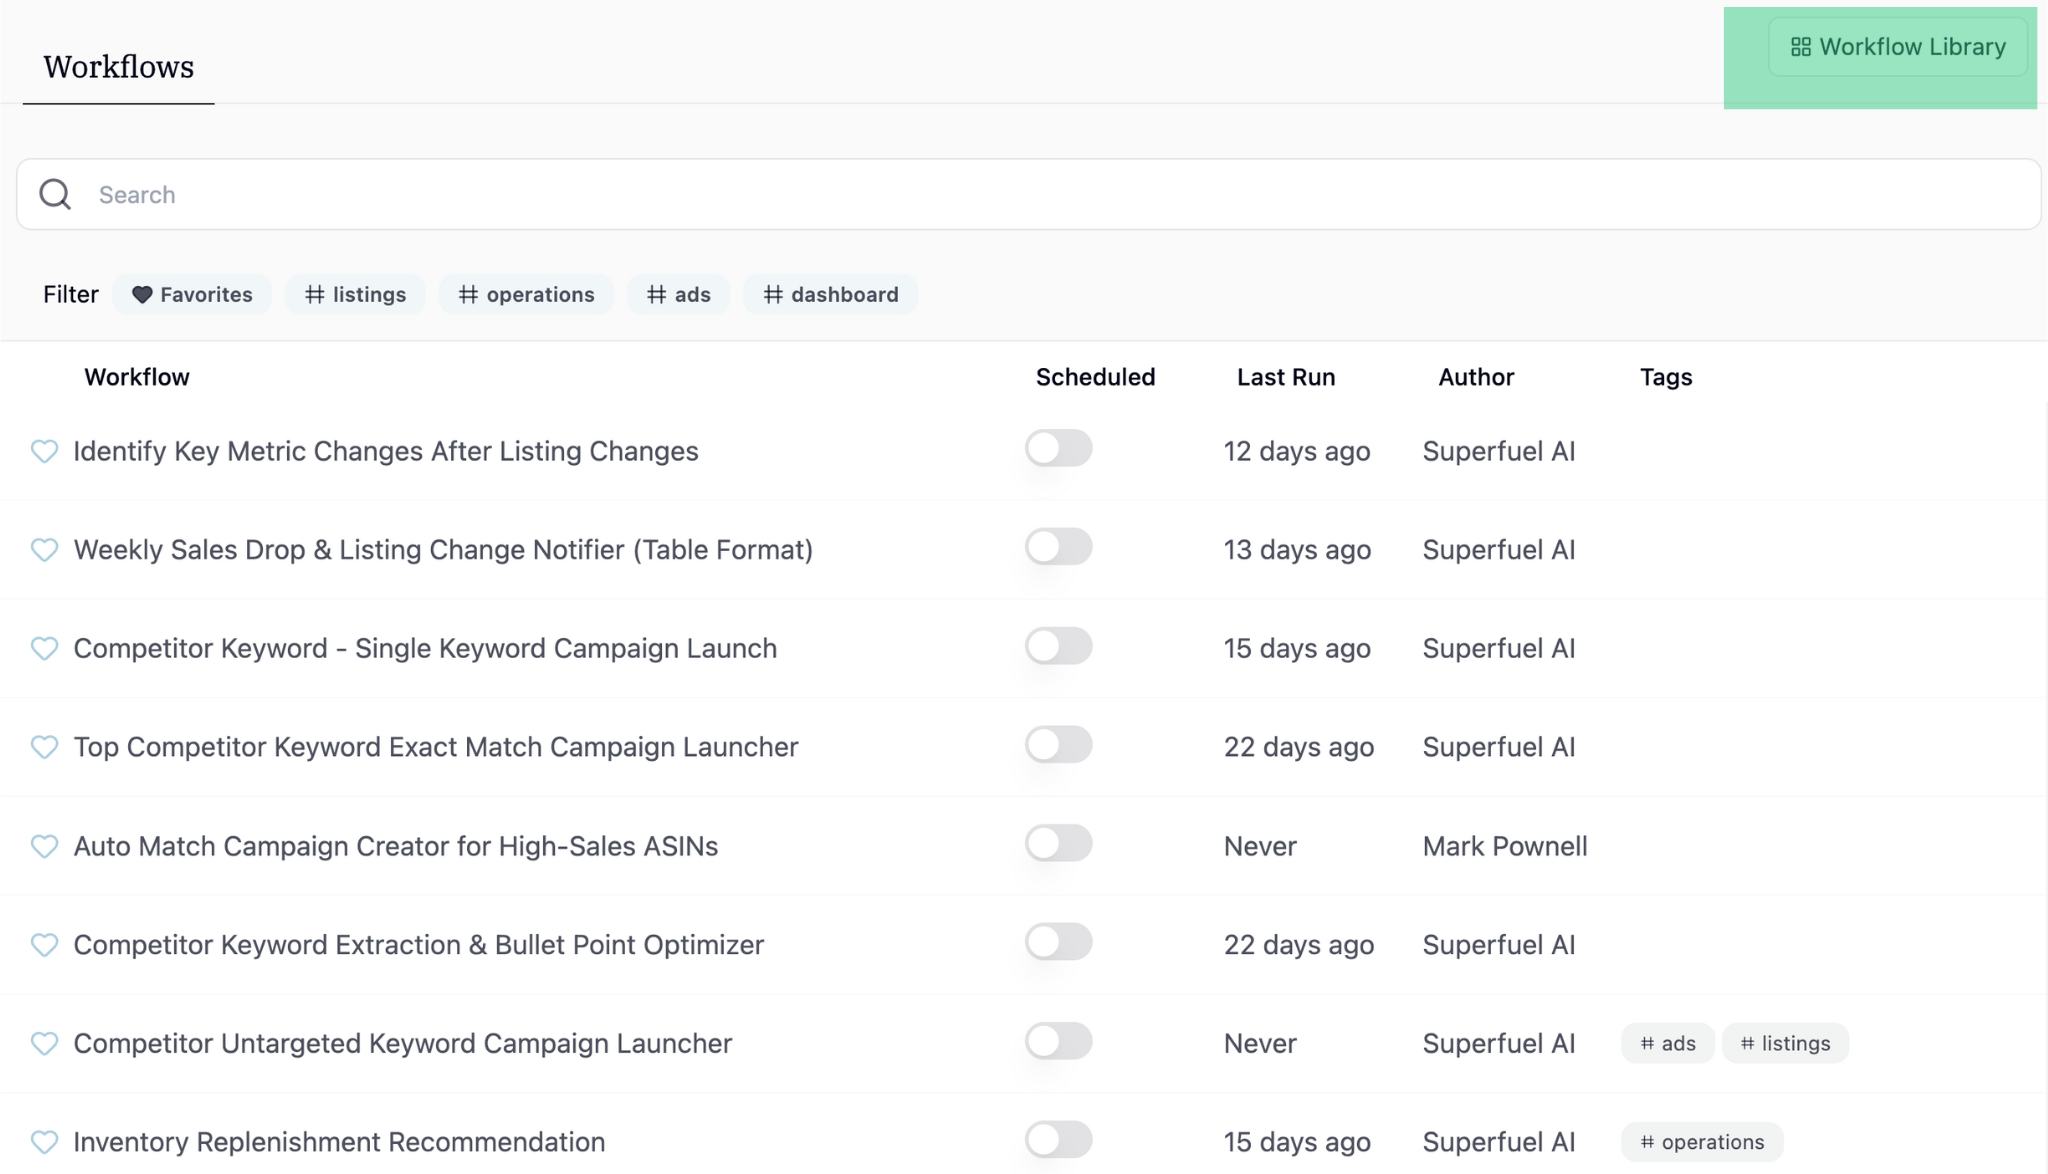 Workflows
Workflow Library
Search
Filter Favorites # listings # operations # ads # dashboard
Workflow Scheduled Last Run Author Tags
Identify Key Metric Changes After Listing Changes 12 days ago Superfuel AI
Weekly Sales Drop & Listing Change Notifier (Table Format) 13 days ago Superfuel AI
Competitor Keyword - Single Keyword Campaign Launch 15 days ago Superfuel AI
Top Competitor Keyword Exact Match Campaign Launcher 22 days ago Superfuel AI
Auto Match Campaign Creator for High-Sales ASINs Never Mark Pownell
Competitor Keyword Extraction & Bullet Point Optimizer 22 days ago Superfuel AI
Competitor Untargeted Keyword Campaign Launcher Never Superfuel AI # ads # listings
Inventory Replenishment Recommendation 15 days ago Superfuel AI # operations